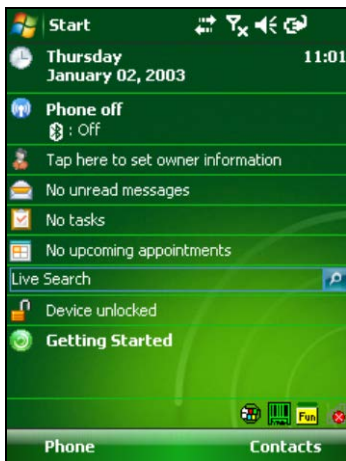 Start
Thursday 11:01
January 02, 2003
Phone off
: Off
Tap here to set owner information
No unread messages
No tasks
No upcoming appointments
Live Search
Device unlocked
Getting Started
Fun
Phone Contacts